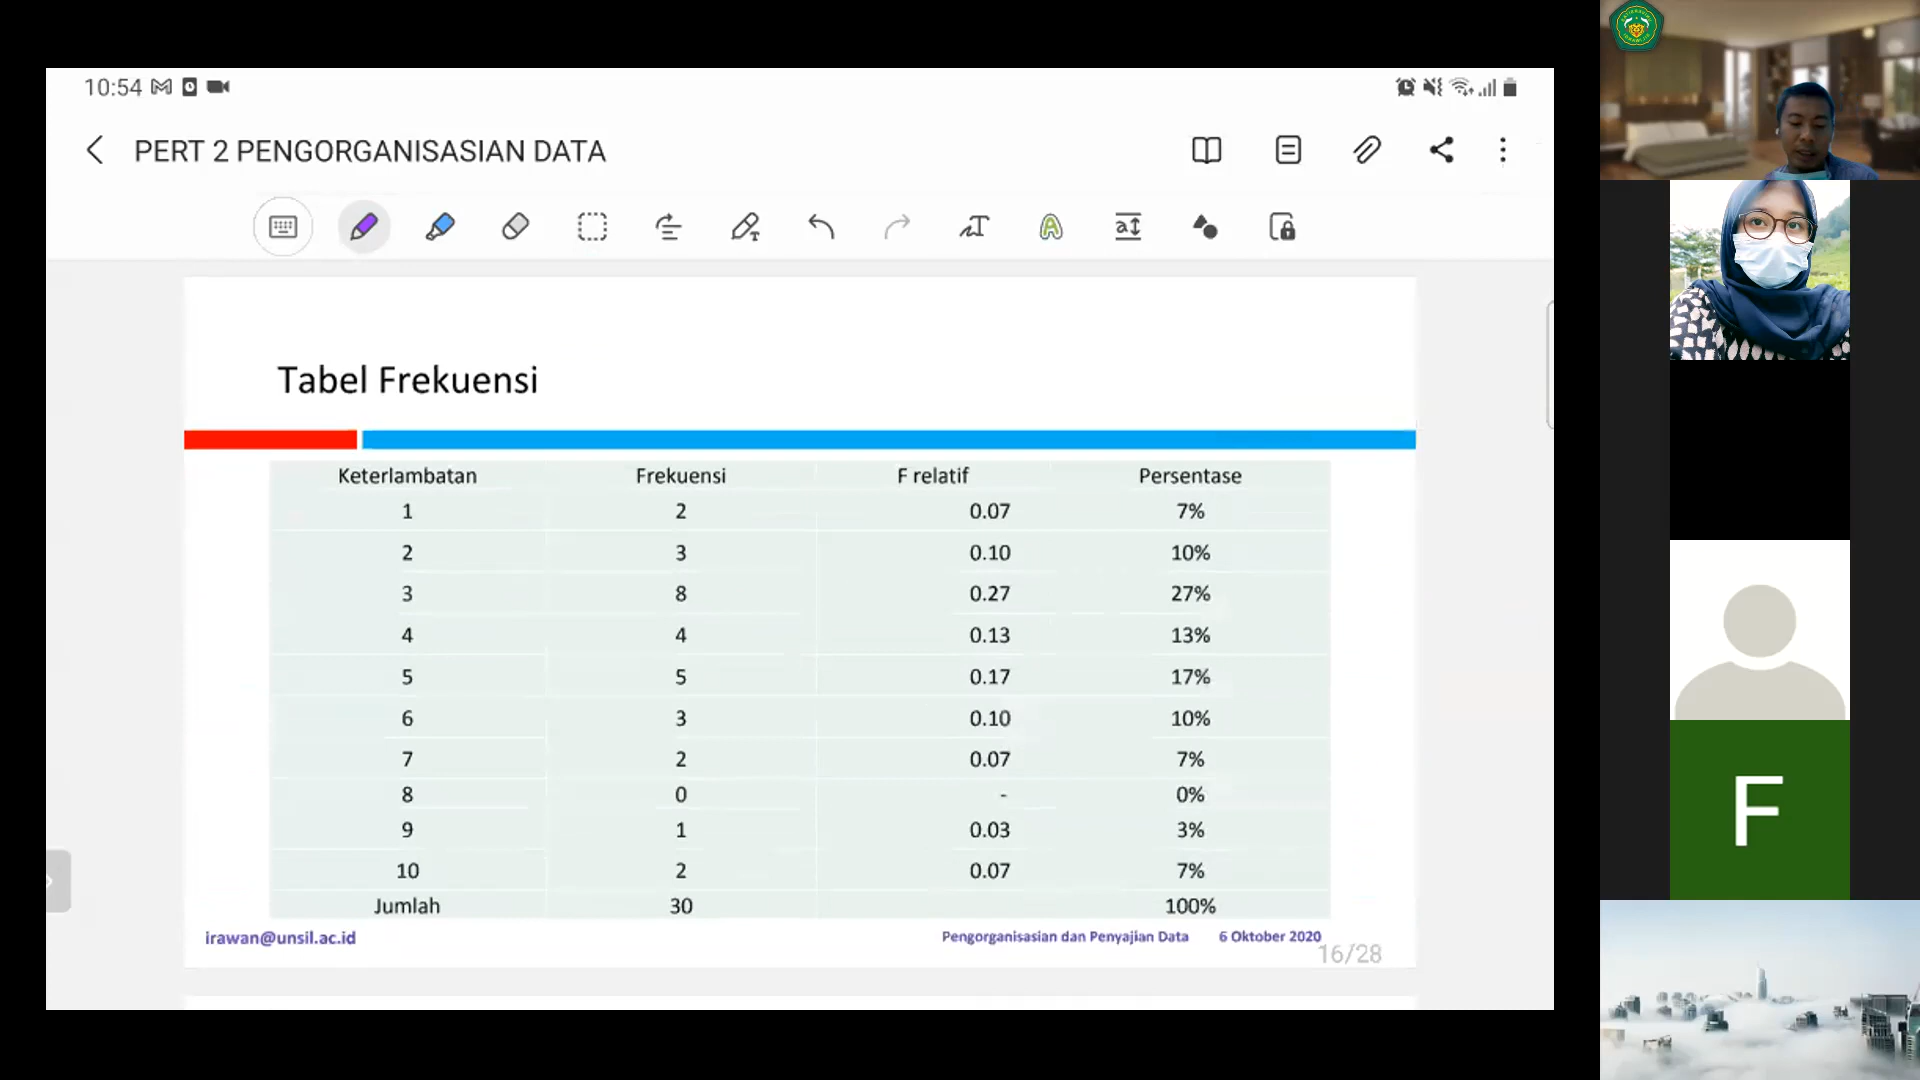 10:54
PERT 2 PENGORGANISASIAN DATA
Tabel Frekuensi
Keterlambatan Frekuensi F relatif Persentase
1 2 0.07 7%
2 3 0.10 10%
3 8 0.27 27%
4 4 0.13 13%
5 5 0.17 17%
6 3 0.10 10%
7 2 0.07 7%
8 0 - 0%
9 1 0.03 3%
10 2 0.07 7%
Jumlah 30 100%
irawan@unsil.ac.id Pengorganisasian dan Penyajian Data 6 Oktober 2020
16/28
F